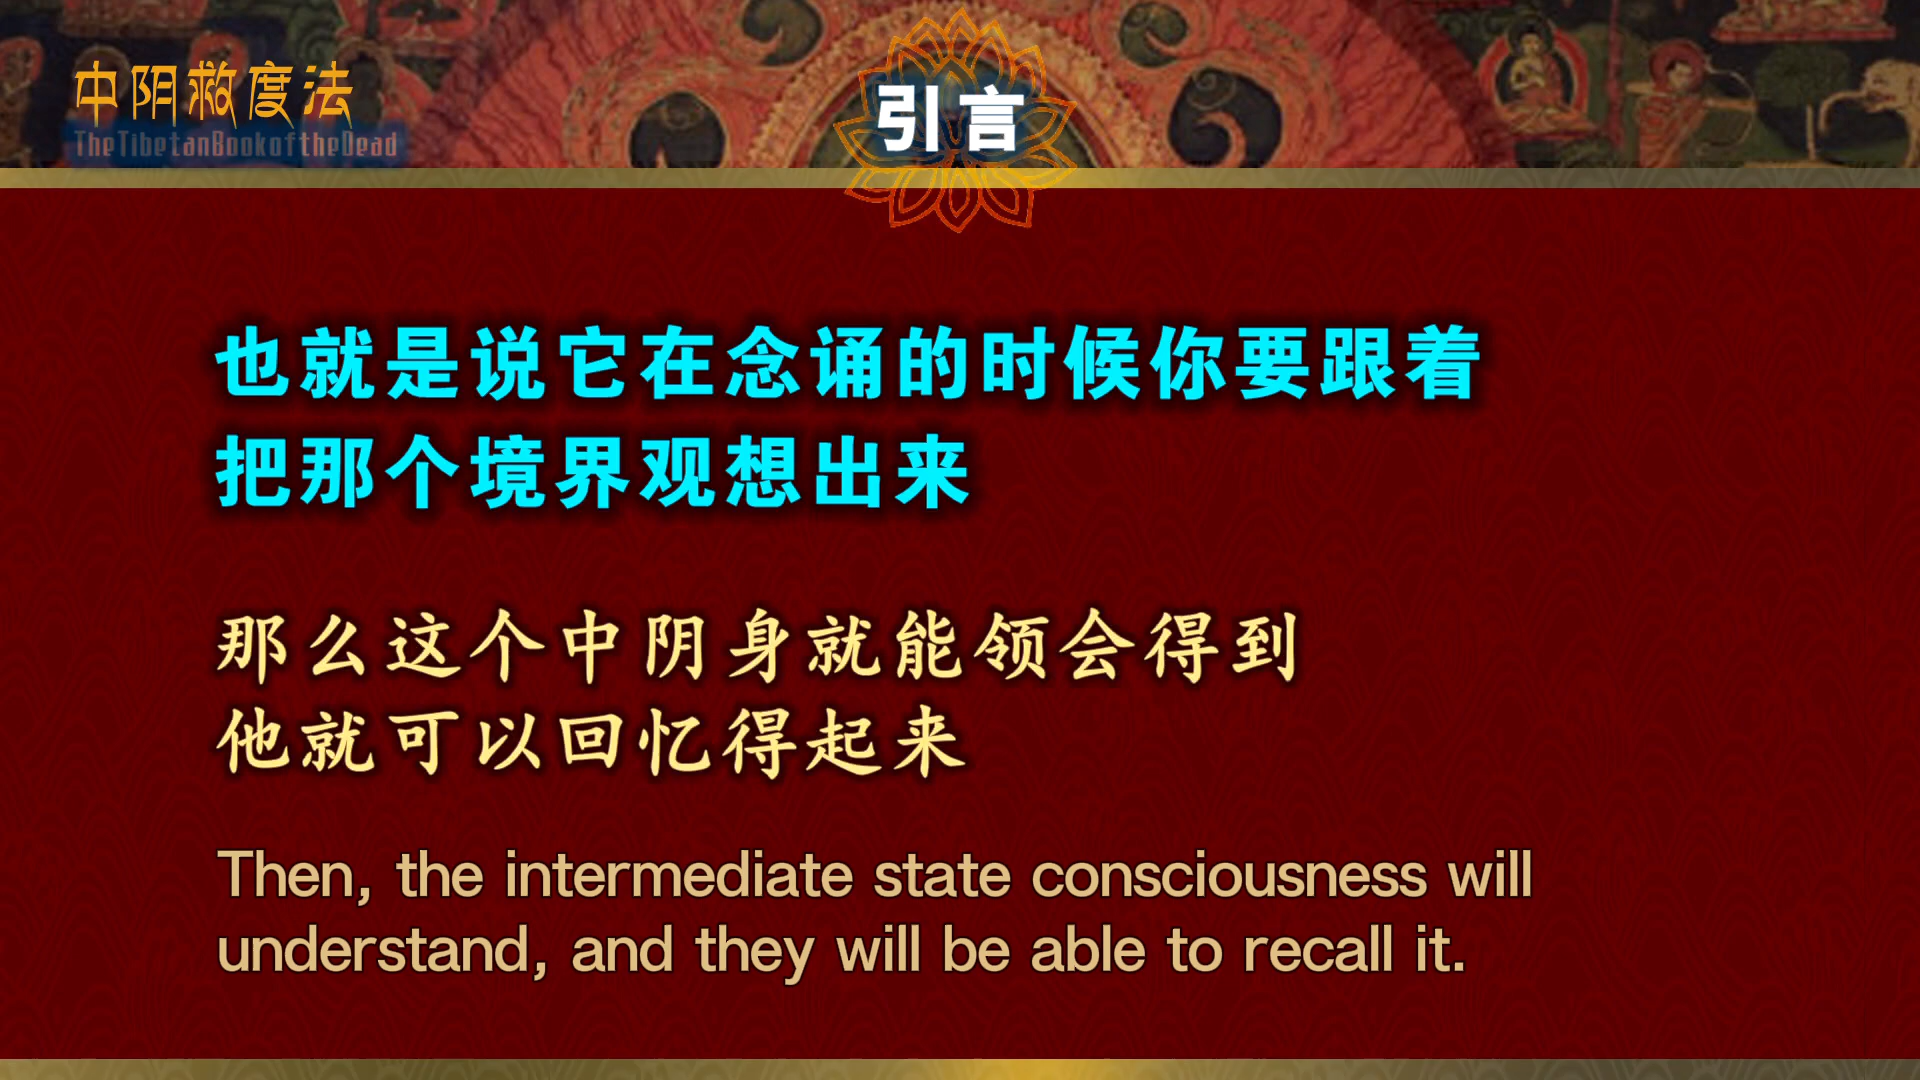 中阴救度法
TheTibetanBookoftheDead
引言
也就是说它在念诵的时候你要跟着
把那个境界观想出来
那么这个中阴身就能领会得到
他就可以回忆得起来
Then, the intermediate state consciousness will
understand, and they will be able to recall it.